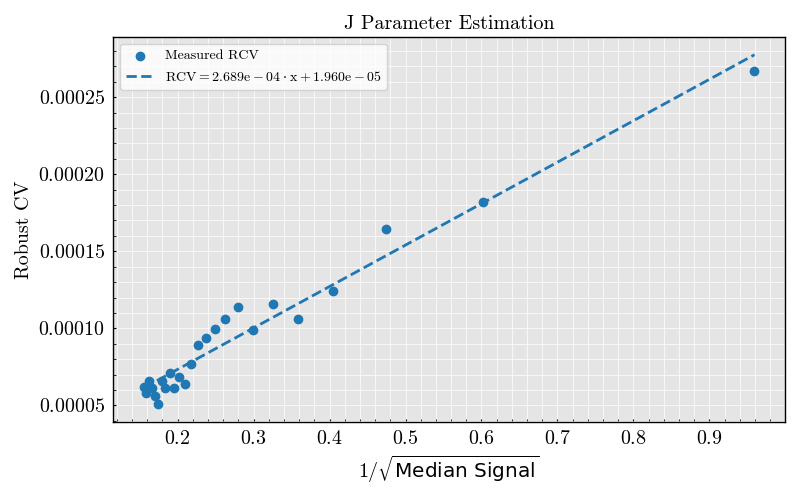 J Parameter Estimation
Measured RCV
RCV = 2.689e − 04 · x + 1.960e − 05
Robust CV
0.00025
0.00020
0.00015
0.00010
0.00005
0.2 0.3 0.4 0.5 0.6 0.7 0.8 0.9
1/√Median Signal